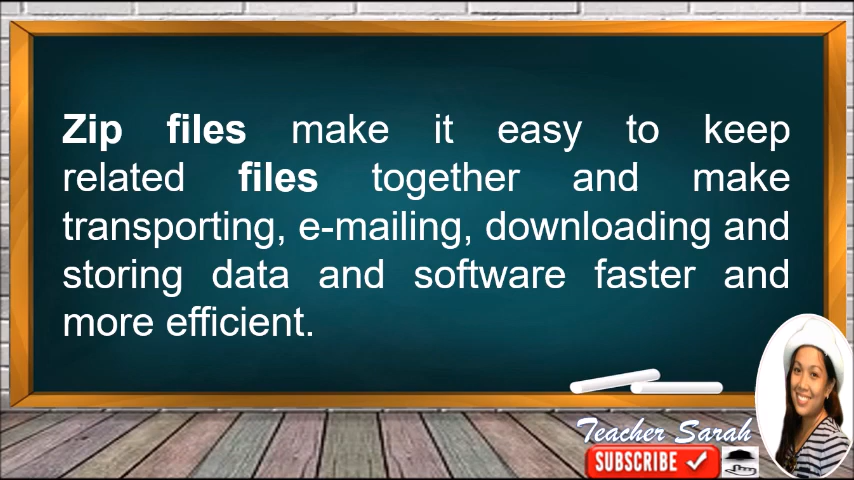 Zip files make it easy to keep
related files together and make
transporting, e-mailing, downloading and
storing data and software faster and
more efficient.
Teacher Sarah
SUBSCRIBE